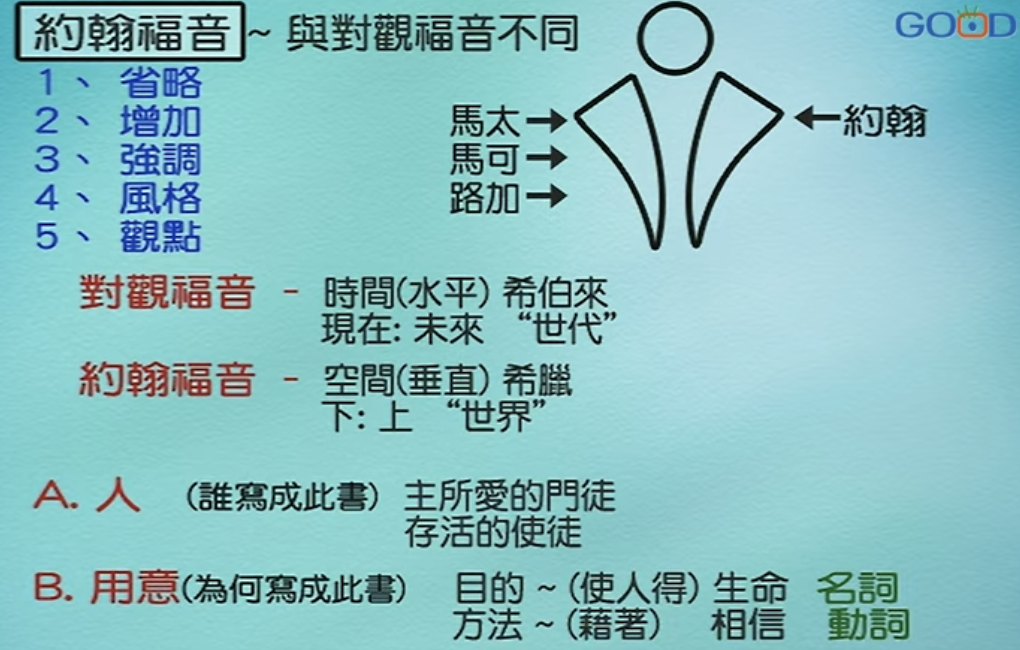 約翰福音 ~ 與對觀福音不同
GOOD
1、 省略
2、 增加
3、 強調
4、 風格
5、 觀點
馬太→
馬可→
路加→
←約翰
對觀福音 - 時間(水平) 希伯來
現在: 未來 “世代”
約翰福音 - 空間(垂直) 希臘
下: 上 “世界”
A. 人 (誰寫成此書) 主所愛的門徒
存活的使徒
B. 用意(為何寫成此書) 目的 ~ (使人得) 生命 名詞
方法 ~ (藉著) 相信 動詞